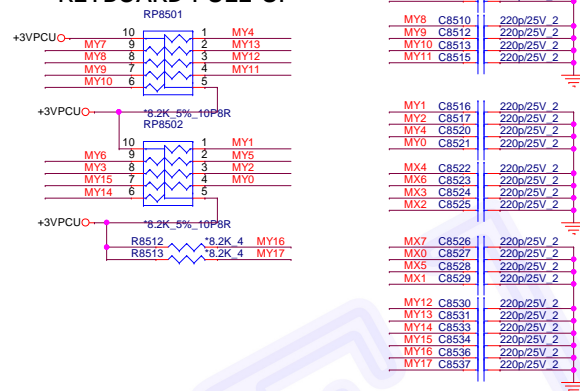 KEYBOARD PULL-UP
RP8501
+3VPCU
10 1 MY4
MY7 9 2 MY13
MY8 8 3 MY12
MY9 7 4 MY11
MY10 6 5
*8.2K_5%_10P8R
+3VPCU
RP8502
10 1 MY1
MY6 9 2 MY5
MY3 8 3 MY2
MY15 7 4 MY0
MY14 6 5
*8.2K_5%_10P8R
+3VPCU
R8512 *8.2K_4 MY16
R8513 *8.2K_4 MY17
MY8 C8510 220p/25V_2
MY9 C8512 220p/25V_2
MY10 C8513 220p/25V_2
MY11 C8515 220p/25V_2
MY1 C8516 220p/25V_2
MY2 C8517 220p/25V_2
MY4 C8520 220p/25V_2
MY0 C8521 220p/25V_2
MX4 C8522 220p/25V_2
MX6 C8523 220p/25V_2
MX3 C8524 220p/25V_2
MX2 C8525 220p/25V_2
MX7 C8526 220p/25V_2
MX0 C8527 220p/25V_2
MX5 C8528 220p/25V_2
MX1 C8529 220p/25V_2
MY12 C8530 220p/25V_2
MY13 C8531 220p/25V_2
MY14 C8533 220p/25V_2
MY15 C8534 220p/25V_2
MY16 C8536 220p/25V_2
MY17 C8537 220p/25V_2